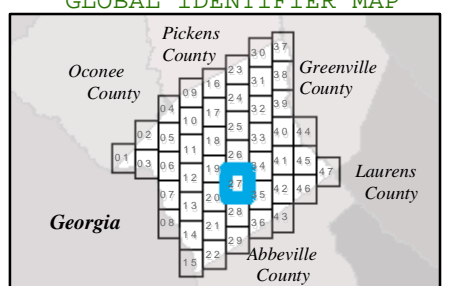 GLOBAL IDENTIFIER MAP
Pickens
County
Oconee
County
Greenville
County
Laurens
County
Georgia
Abbeville
County
30 37
23
16 31 38
09 24
04 17 32 39
10 25
02 05 18 33 40 44
11 26
01 03 06 19 34 41 45
12 27 47
07 20 35 42 46
13 28
08 21 36 43
14 29
15 22